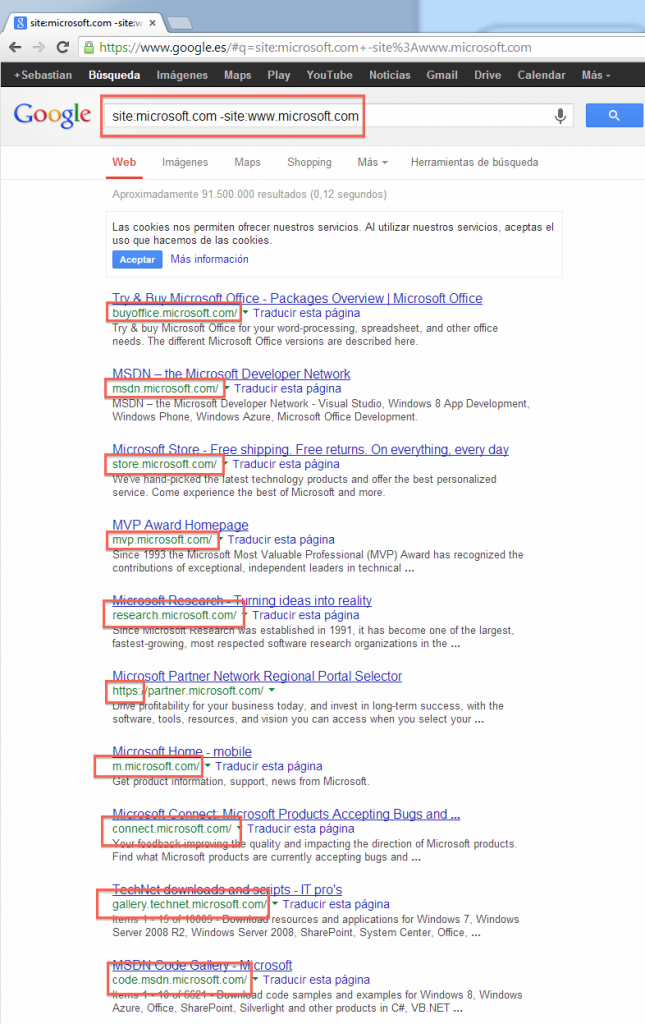 site:microsoft.com -site:w
https://www.google.es/#q=site:microsoft.com+-site%3Awww.microsoft.com
+Sebastian Búsqueda Imágenes Maps Play YouTube Noticias Gmail Drive Calendar Más
Google site:microsoft.com -site:www.microsoft.com
Web Imágenes Maps Shopping Más Herramientas de búsqueda
Aproximadamente 91.500.000 resultados (0,12 segundos)
Las cookies nos permiten ofrecer nuestros servicios. Al utilizar nuestros servicios, aceptas el
uso que hacemos de las cookies.
Aceptar Más información
Try & Buy Microsoft Office - Packages Overview | Microsoft Office
buyoffice.microsoft.com/ Traducir esta página
Try & buy Microsoft Office for your word-processing, spreadsheet, and other office
needs. The different Microsoft Office versions are described here.
MSDN – the Microsoft Developer Network
msdn.microsoft.com/ Traducir esta página
MSDN – the Microsoft Developer Network - Visual Studio, Windows 8 App Development,
Windows Phone, Windows Azure, Microsoft Office Development.
Microsoft Store - Free shipping. Free returns. On everything, every day
store.microsoft.com/ Traducir esta página
We've hand-picked the latest technology products and offer the best personalized
service. Come experience the best of Microsoft and more.
MVP Award Homepage
mvp.microsoft.com/ Traducir esta página
Since 1993 the Microsoft Most Valuable Professional (MVP) Award has recognized the
contributions of exceptional, independent leaders in technical ...
Microsoft Research - Turning ideas into reality
research.microsoft.com/ Traducir esta página
Since Microsoft Research was established in 1991, it has become one of the largest,
fastest-growing, most respected software research organizations in the ...
Microsoft Partner Network Regional Portal Selector
https://partner.microsoft.com/
Drive profitability for your business today, and invest in long-term success, with the
software, tools, resources, and vision you can access when you select your ...
Microsoft Home - mobile
m.microsoft.com/ Traducir esta página
Get product information, support, news from Microsoft.
Microsoft Connect: Microsoft Products Accepting Bugs and ...
connect.microsoft.com/ Traducir esta página
Your feedback improving the quality and impacting the direction of Microsoft products.
Find what Microsoft products are currently accepting bugs and ...
TechNet downloads and scripts - IT pro's
gallery.technet.microsoft.com/ Traducir esta página
Items 1 - 15 of 10005 - Download resources and applications for Windows 7, Windows
Server 2008 R2, Windows Server 2008, SharePoint, System Center, Office, ...
MSDN Code Gallery - Microsoft
code.msdn.microsoft.com/ Traducir esta página
Items 1 - 10 of 6621 - Download code samples and examples for Windows 8, Windows
Azure, Office, SharePoint, Silverlight and other products in C#, VB.NET ...